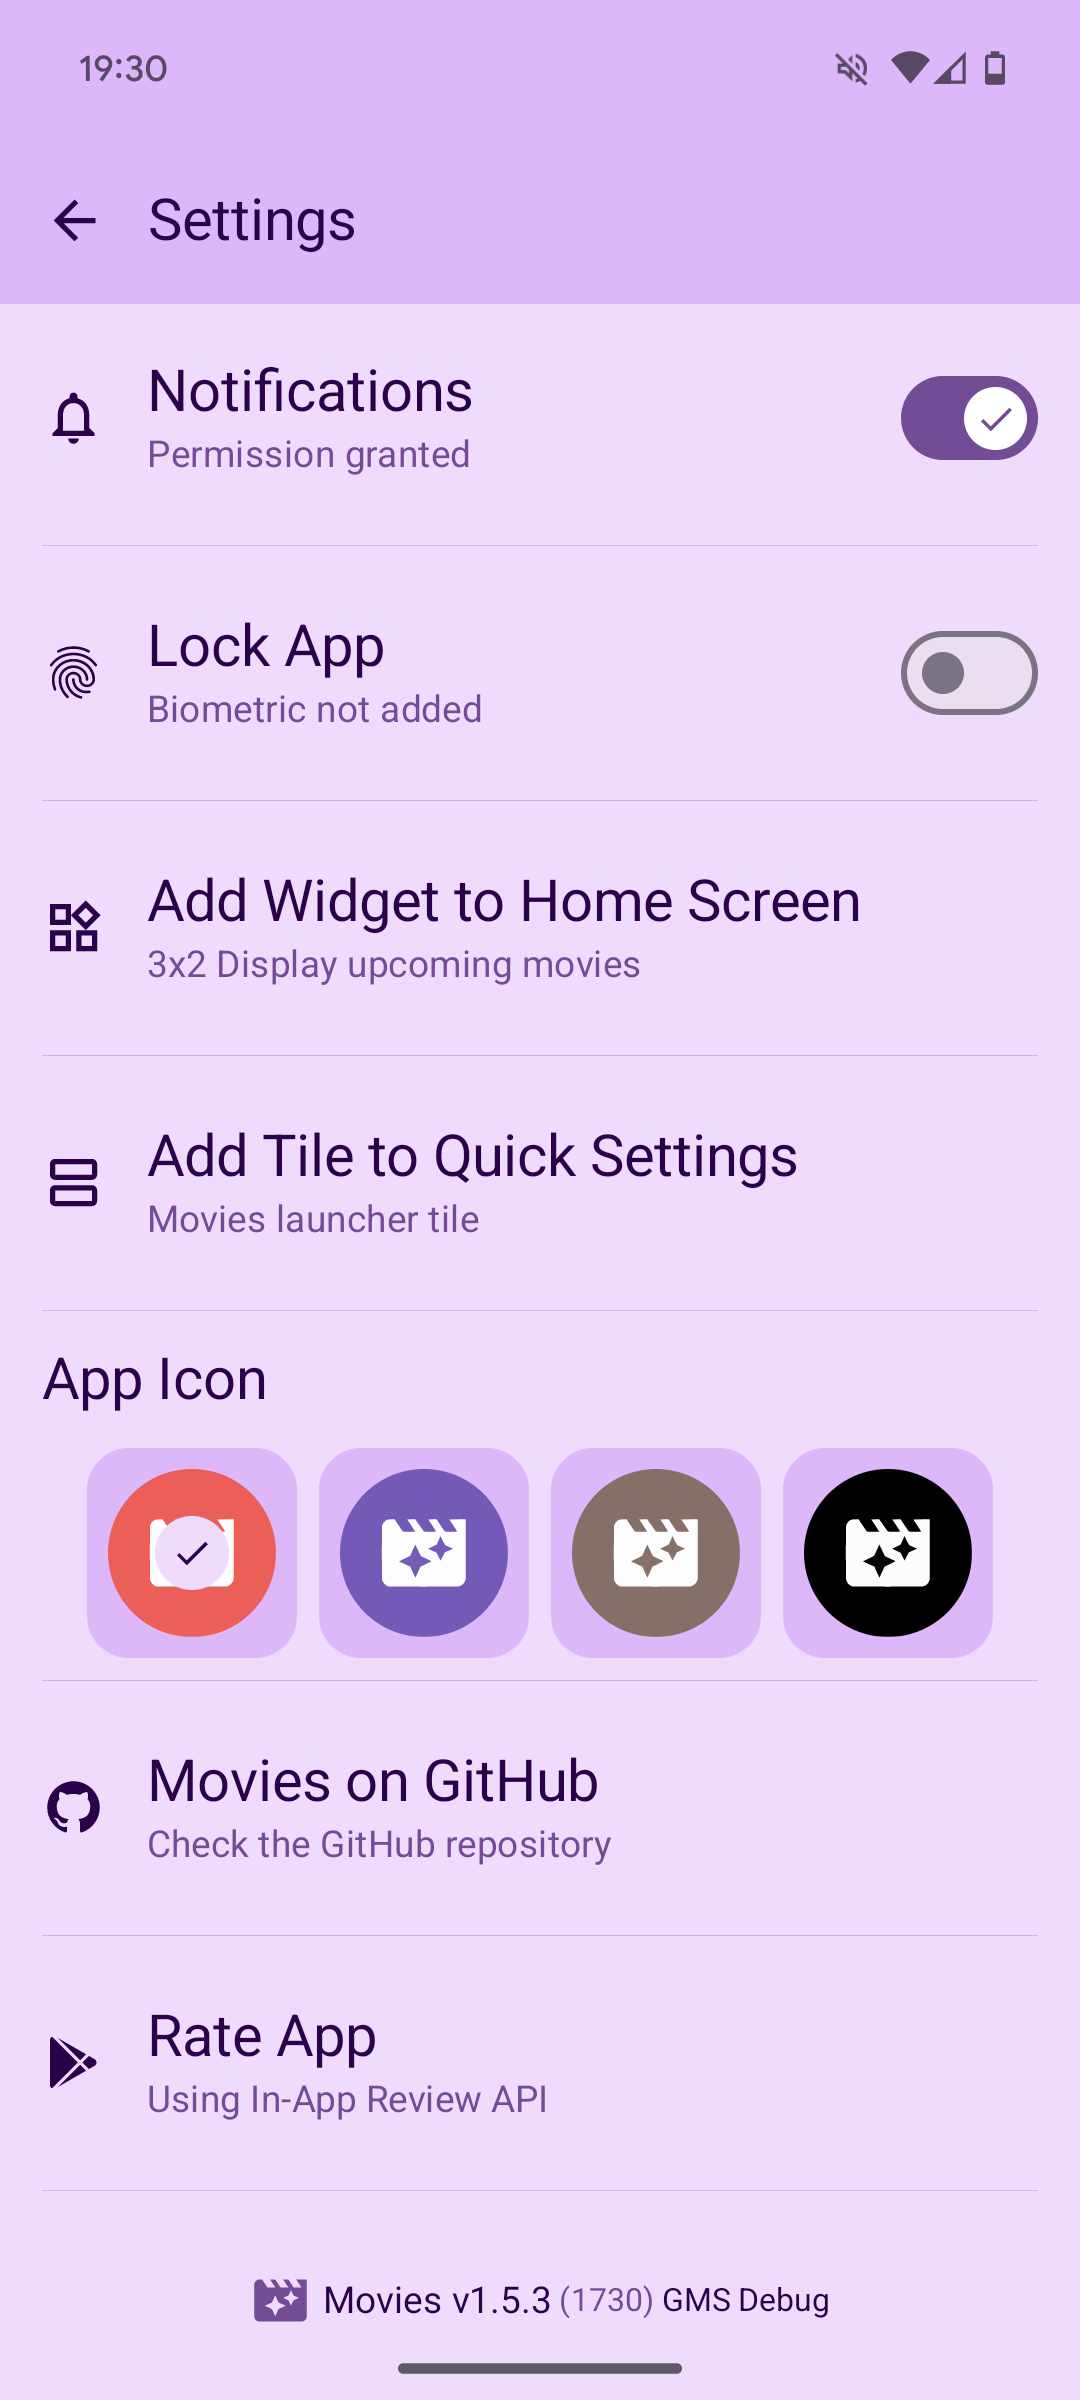 19:30
Settings
Notifications
Permission granted
Lock App
Biometric not added
Add Widget to Home Screen
3x2 Display upcoming movies
Add Tile to Quick Settings
Movies launcher tile
App Icon
Movies on GitHub
Check the GitHub repository
Rate App
Using In-App Review API
Movies v1.5.3 (1730) GMS Debug